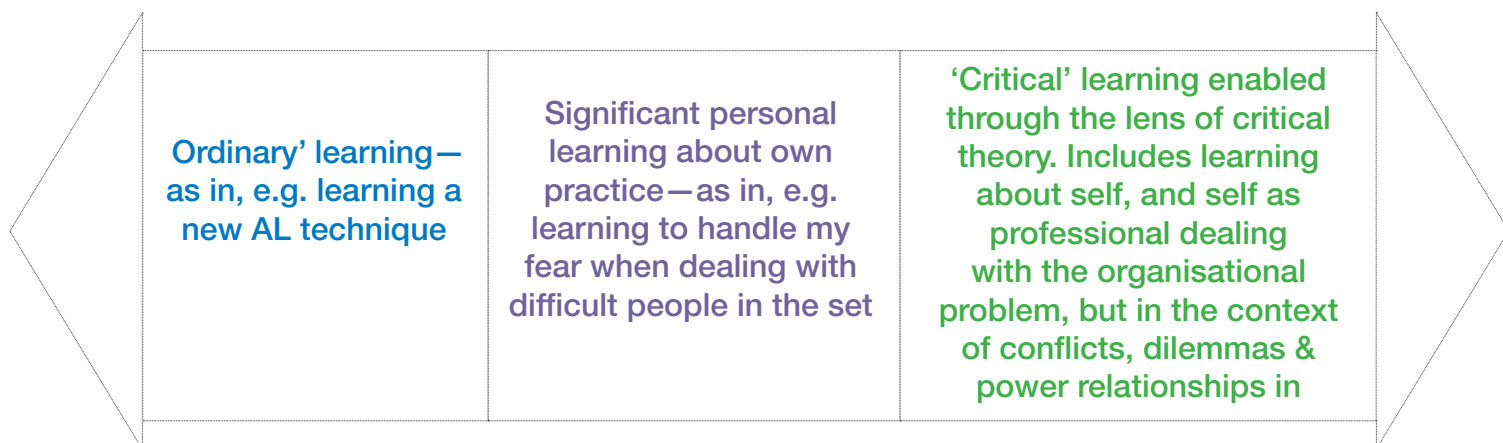 Ordinary’ learning—
as in, e.g. learning a
new AL technique
Significant personal
learning about own
practice—as in, e.g.
learning to handle my
fear when dealing with
difficult people in the set
‘Critical’ learning enabled
through the lens of critical
theory. Includes learning
about self, and self as
professional dealing
with the organisational
problem, but in the context
of conflicts, dilemmas &
power relationships in